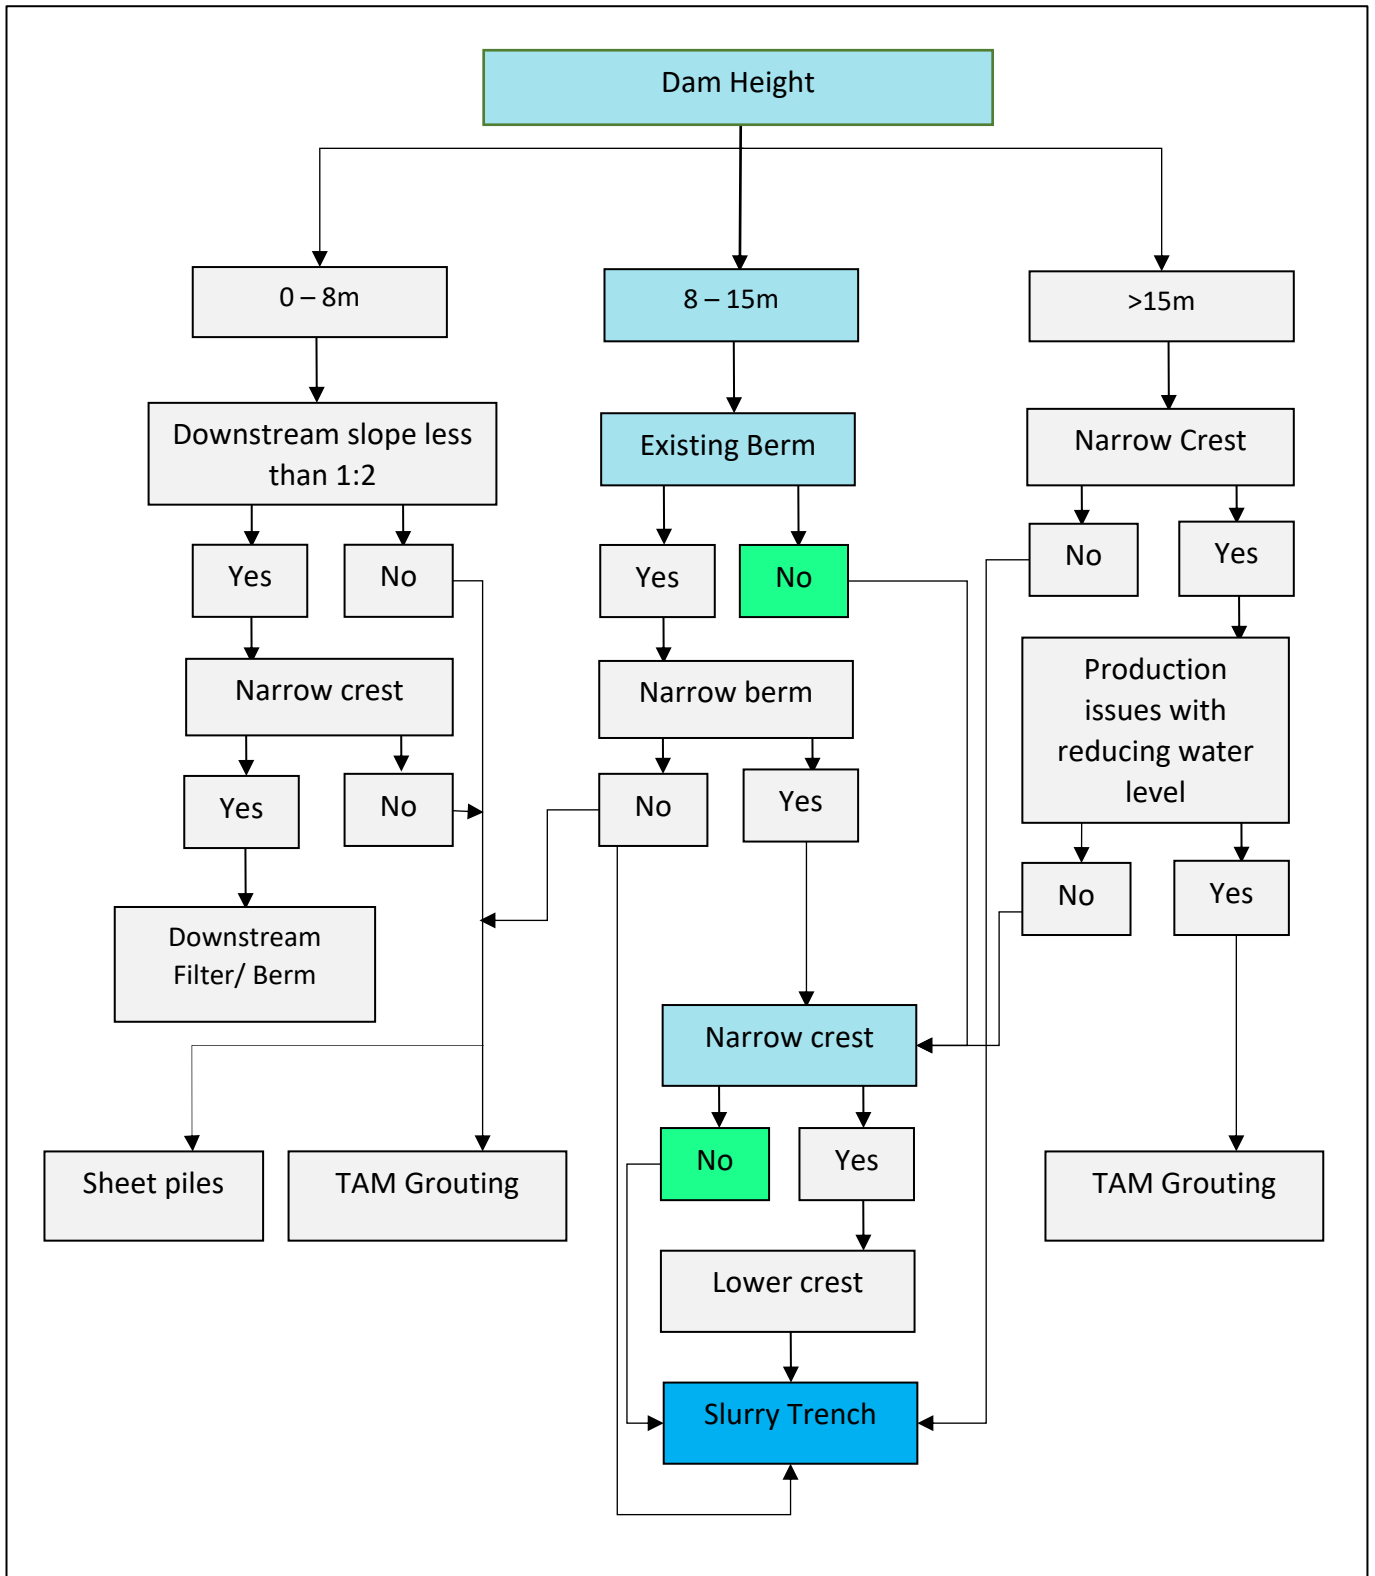 Dam Height
0 – 8m
8 – 15m
>15m
Downstream slope less
than 1:2
Existing Berm
Narrow Crest
Yes
No
Yes
No
No
Yes
Narrow crest
Narrow berm
Production
issues with
reducing water
level
Yes
No
No
Yes
No
Yes
Downstream
Filter/ Berm
Narrow crest
No
Yes
Sheet piles
TAM Grouting
TAM Grouting
Lower crest
Slurry Trench